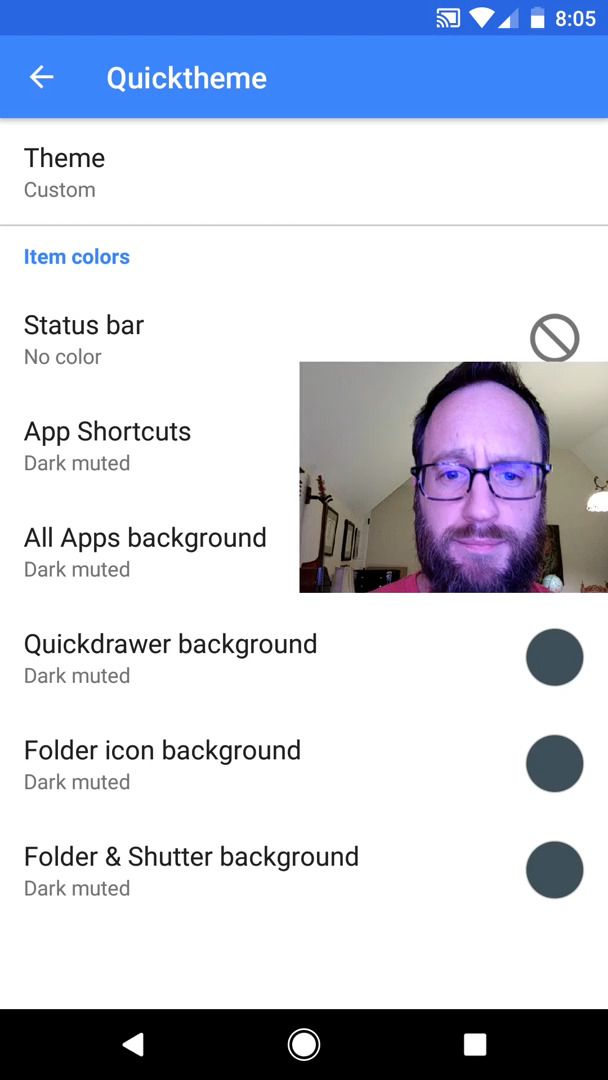 8:05
Quicktheme
Theme
Custom
Item colors
Status bar
No color
App Shortcuts
Dark muted
All Apps background
Dark muted
Quickdrawer background
Dark muted
Folder icon background
Dark muted
Folder & Shutter background
Dark muted